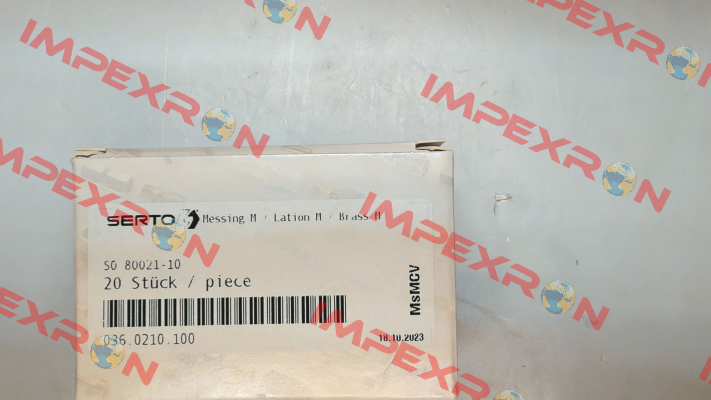 IMPEXRON
IMPEXRON
IMPEXRON
IMPEXRON
IMPEXRON
IMPEXRON
IMPEXRON
SERTO Messing M / Lation M / Brass M
SO 80021-10
20 Stück / piece
036.0210.100
MsMCV
18.10.2023